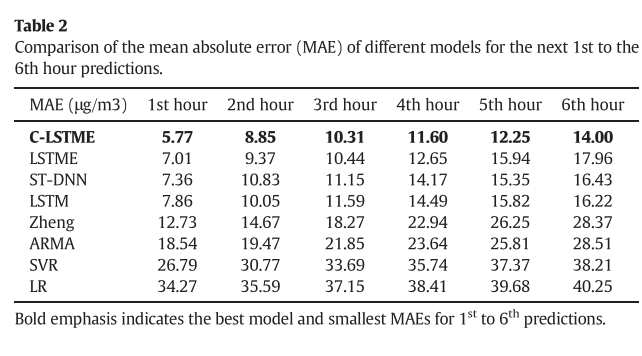 Table 2
Comparison of the mean absolute error (MAE) of different models for the next 1st to the
6th hour predictions.
MAE (μg/m3) 1st hour 2nd hour 3rd hour 4th hour 5th hour 6th hour
C-LSTME 5.77 8.85 10.31 11.60 12.25 14.00
LSTME 7.01 9.37 10.44 12.65 15.94 17.96
ST-DNN 7.36 10.83 11.15 14.17 15.35 16.43
LSTM 7.86 10.05 11.59 14.49 15.82 16.22
Zheng 12.73 14.67 18.27 22.94 26.25 28.37
ARMA 18.54 19.47 21.85 23.64 25.81 28.51
SVR 26.79 30.77 33.69 35.74 37.37 38.21
LR 34.27 35.59 37.15 38.41 39.68 40.25
Bold emphasis indicates the best model and smallest MAEs for 1st to 6th predictions.